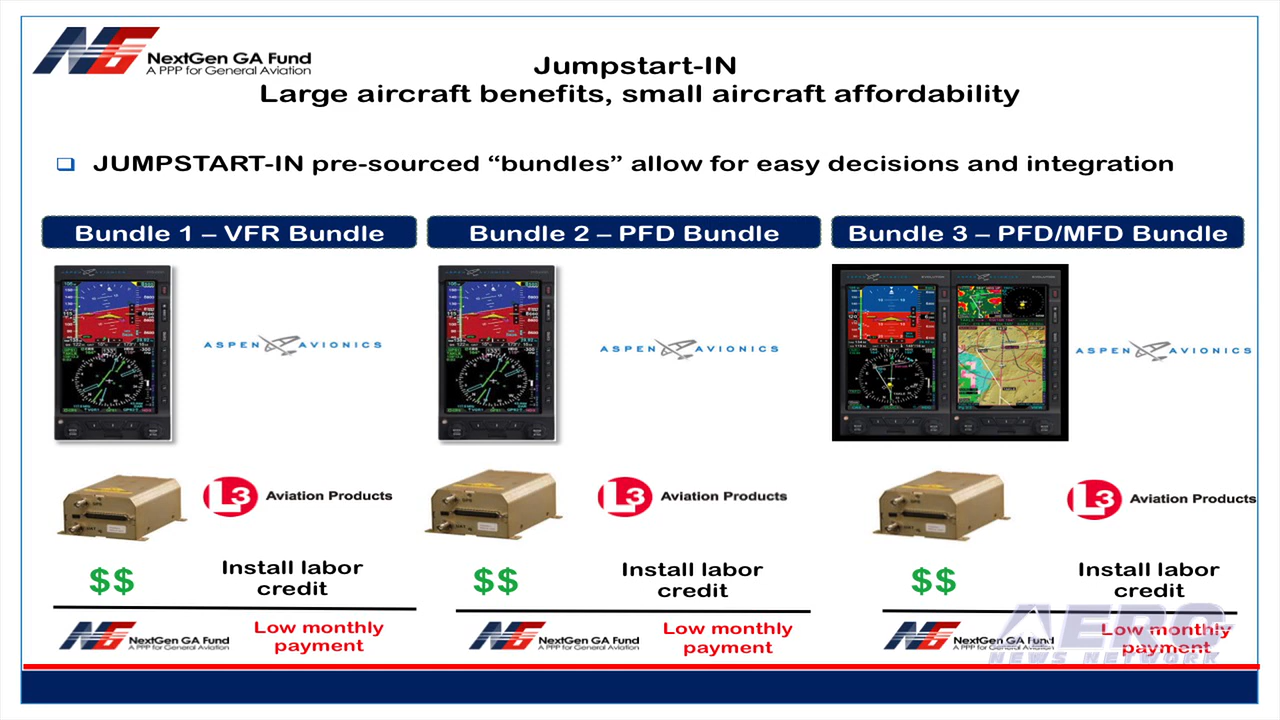 NextGen GA Fund
A PPP for General Aviation
Jumpstart-IN
Large aircraft benefits, small aircraft affordability
JUMPSTART-IN pre-sourced “bundles” allow for easy decisions and integration
Bundle 1 – VFR Bundle
Bundle 2 – PFD Bundle
Bundle 3 – PFD/MFD Bundle
ASPEN AVIONICS
ASPEN AVIONICS
ASPEN AVIONICS
L3 Aviation Products
L3 Aviation Products
L3 Aviation Products
$$
Install labor
credit
$$
Install labor
credit
$$
Install labor
credit
NextGen GA Fund
A PPP for General Aviation
Low monthly
payment
NextGen GA Fund
A PPP for General Aviation
Low monthly
payment
NextGen GA Fund
A PPP for General Aviation
Low monthly
payment
AERO
NEWS NETWORK